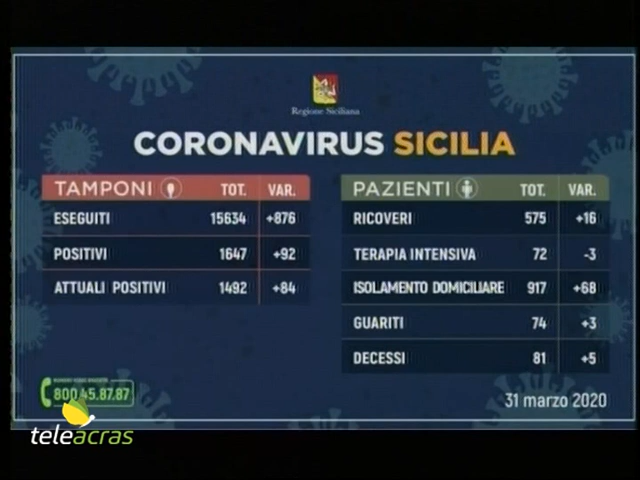 Regione Siciliana
CORONAVIRUS SICILIA
TAMPONI TOT. VAR.
ESEGUITI 15634 +876
POSITIVI 1647 +92
ATTUALI POSITIVI 1492 +84
PAZIENTI TOT. VAR.
RICOVERI 575 +16
TERAPIA INTENSIVA 72 -3
ISOLAMENTO DOMICILIARE 917 +68
GUARITI 74 +3
DECESSI 81 +5
800.45.87.87
31 marzo 2020
teleacras